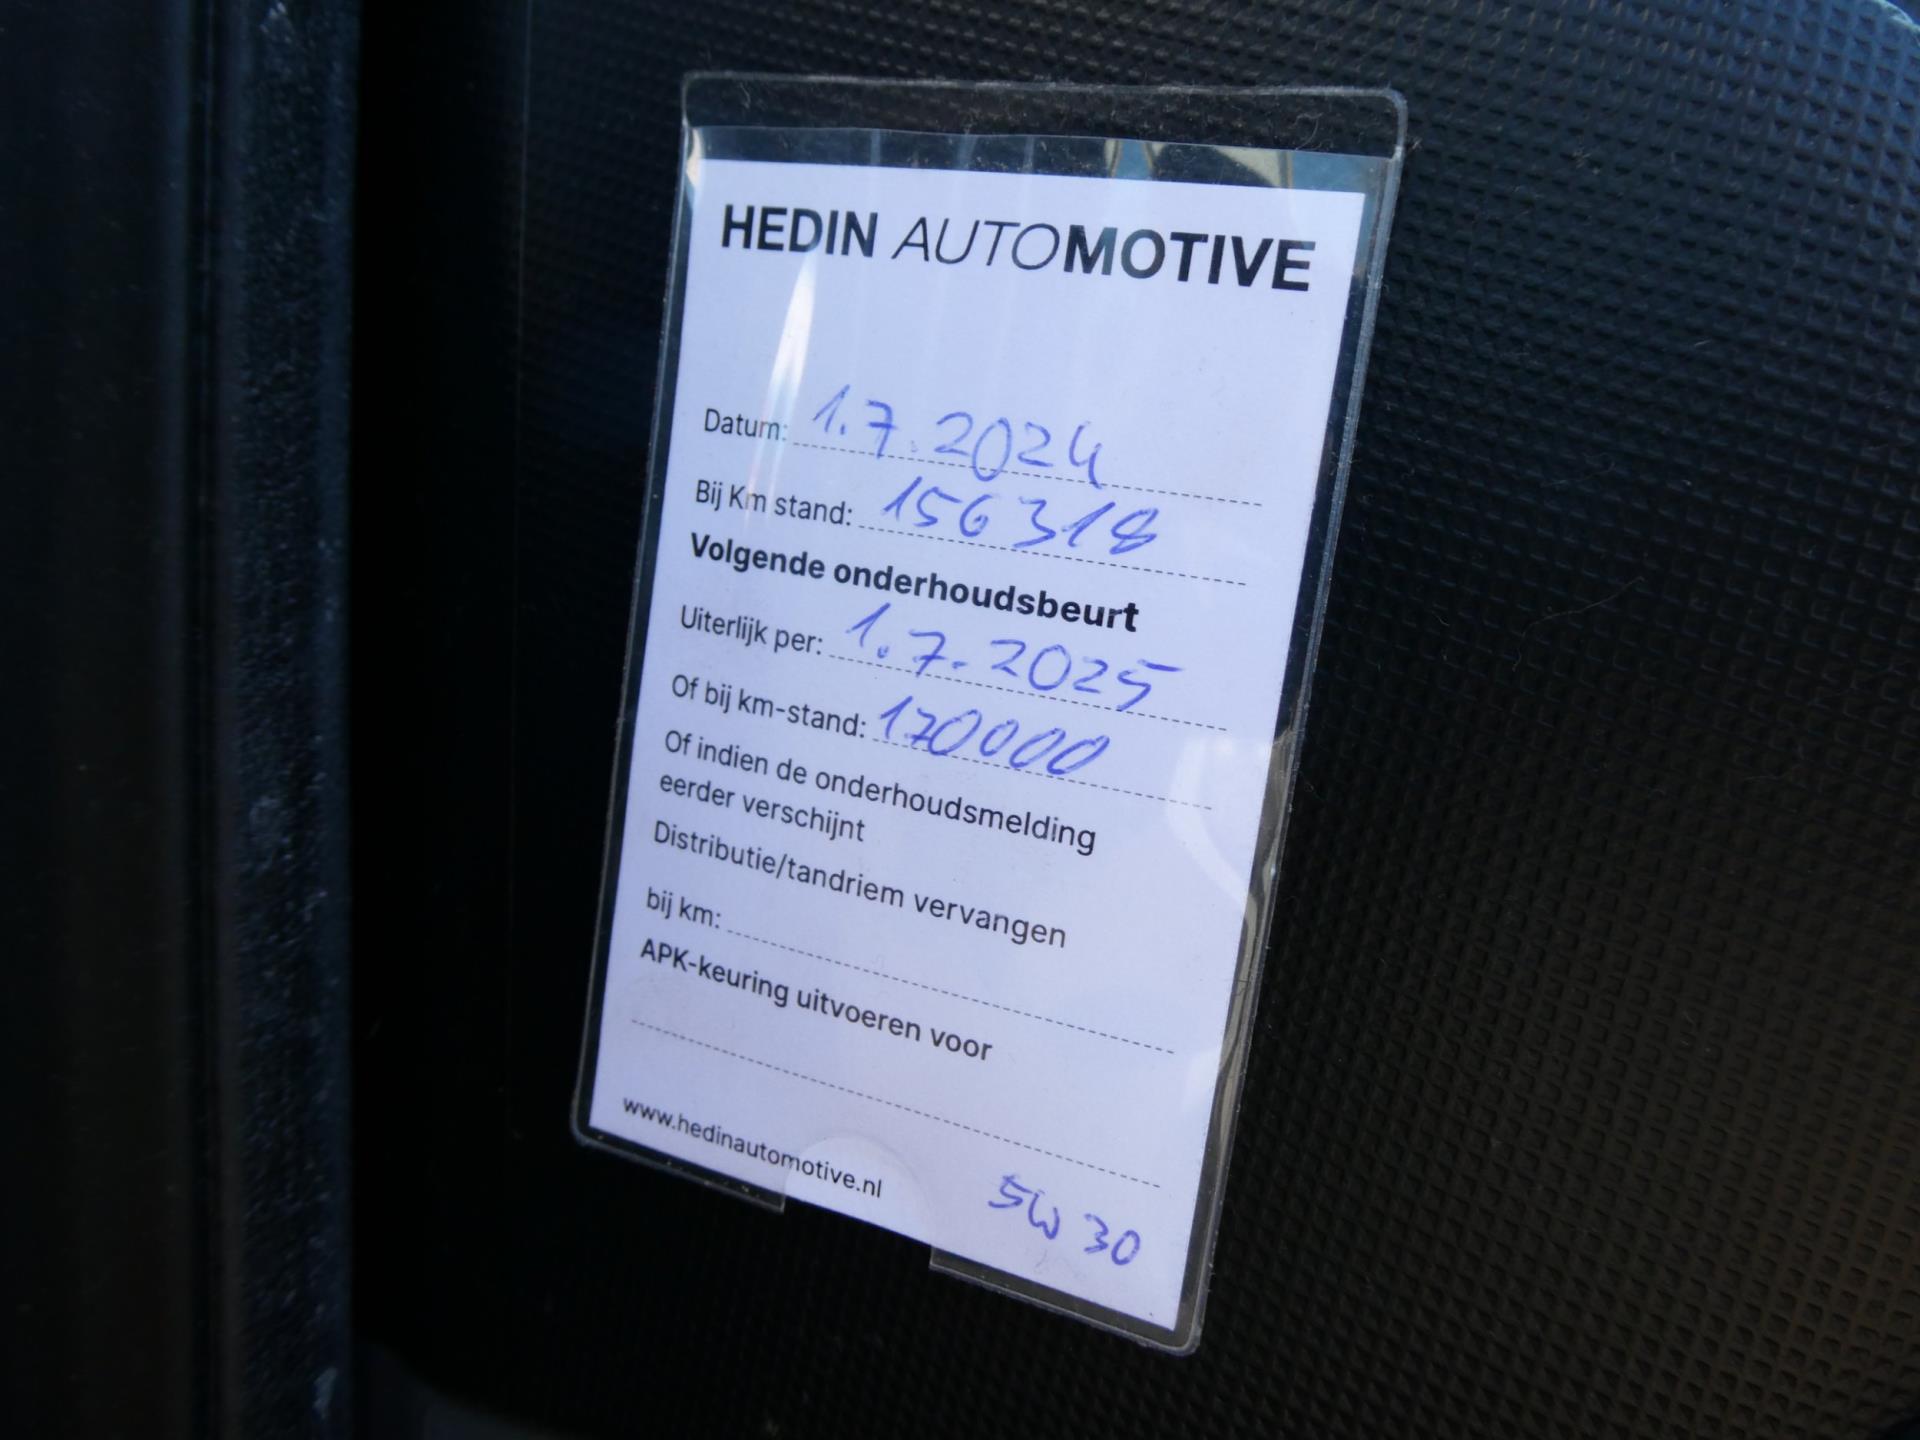 HEDIN AUTOMOTIVE
Datum: 1.7.2024
Bij Km stand: 156318
Volgende onderhoudsbeurt
Uiterlijk per: 1.7.2025
Of bij km-stand: 170000
Of indien de onderhoudsmelding
eerder verschijnt
Distributie/tandriem vervangen
bij km:
APK-keuring uitvoeren voor
www.hedinautomotive.nl
5W30